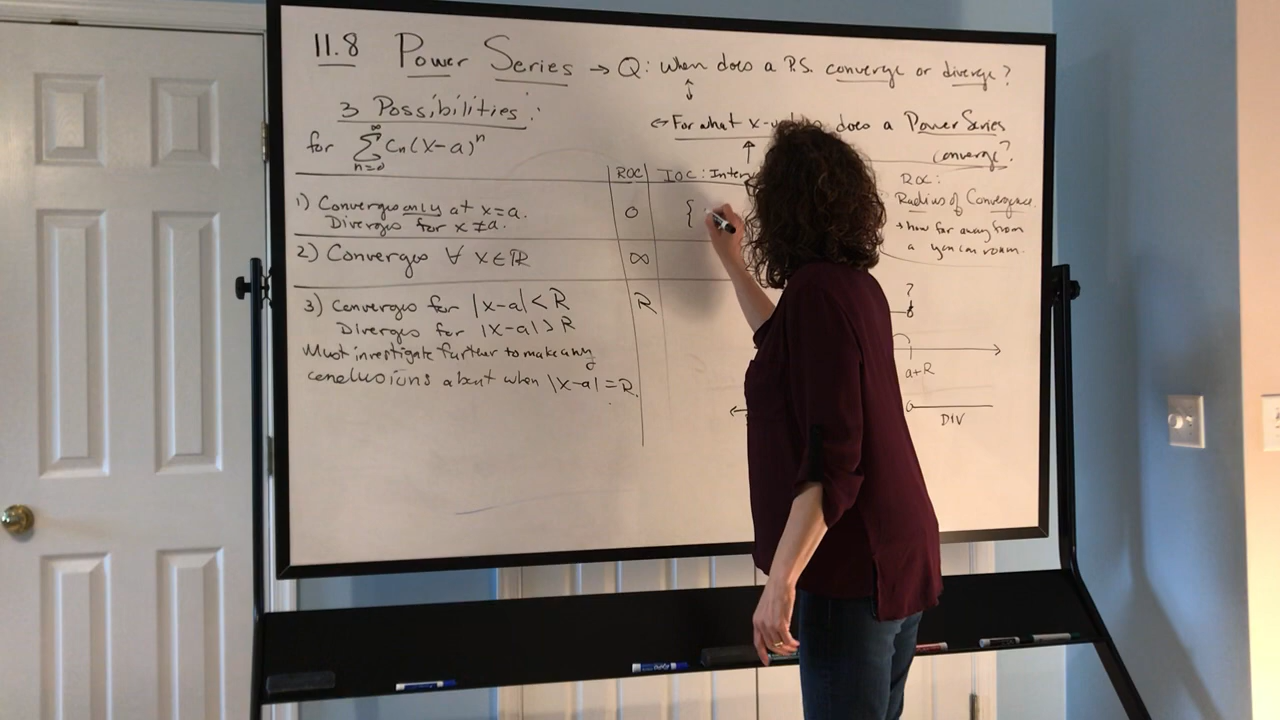 11.8 Power Series → Q: When does a P.S. converge or diverge?
↕
3 Possibilities:
← For what x- does a Power Series
converge?
for ∞ Σ n=0 Cn(x-a)^n
ROC IOC: Inter
ROC:
Radius of Convergence
→ how far away from
a you can roam.
1) Converges only at x=a.
Diverges for x ≠ a.
0 {
2) Converges ∀ x∈ℝ ∞
3) Converges for |x-a| < R R
Diverges for |x-a| > R
Must investigate further to make any
conclusions about when |x-a| = R.
?
a+R
DIV